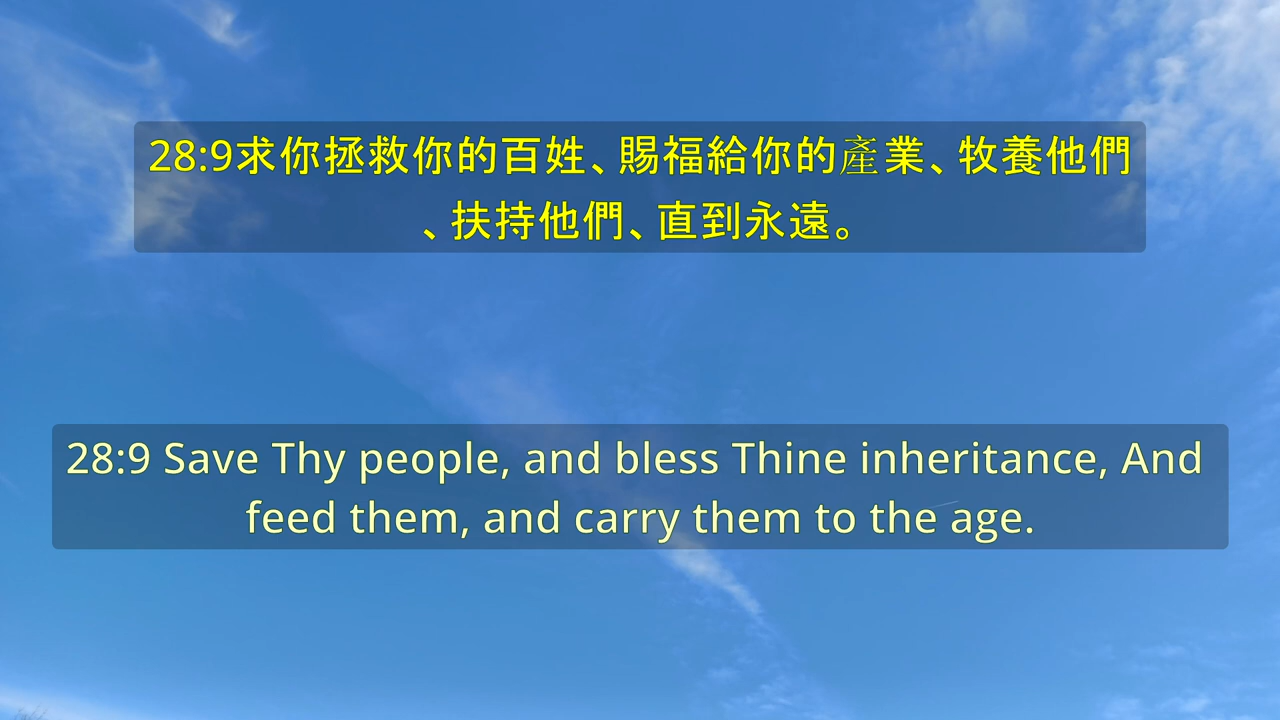 28:9求你拯救你的百姓、賜福給你的產業、牧養他們
、扶持他們、直到永遠。
28:9 Save Thy people, and bless Thine inheritance, And
feed them, and carry them to the age.